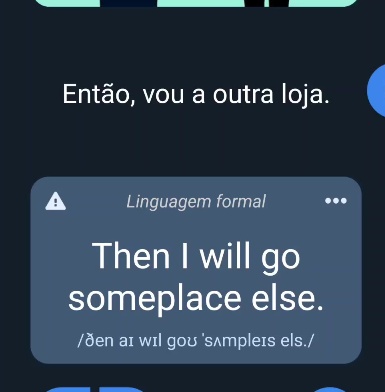 Então, vou a outra loja.
Linguagem formal
Then I will go
someplace else.
/ðen aɪ wɪl goʊ ˈsʌmpleɪs els./